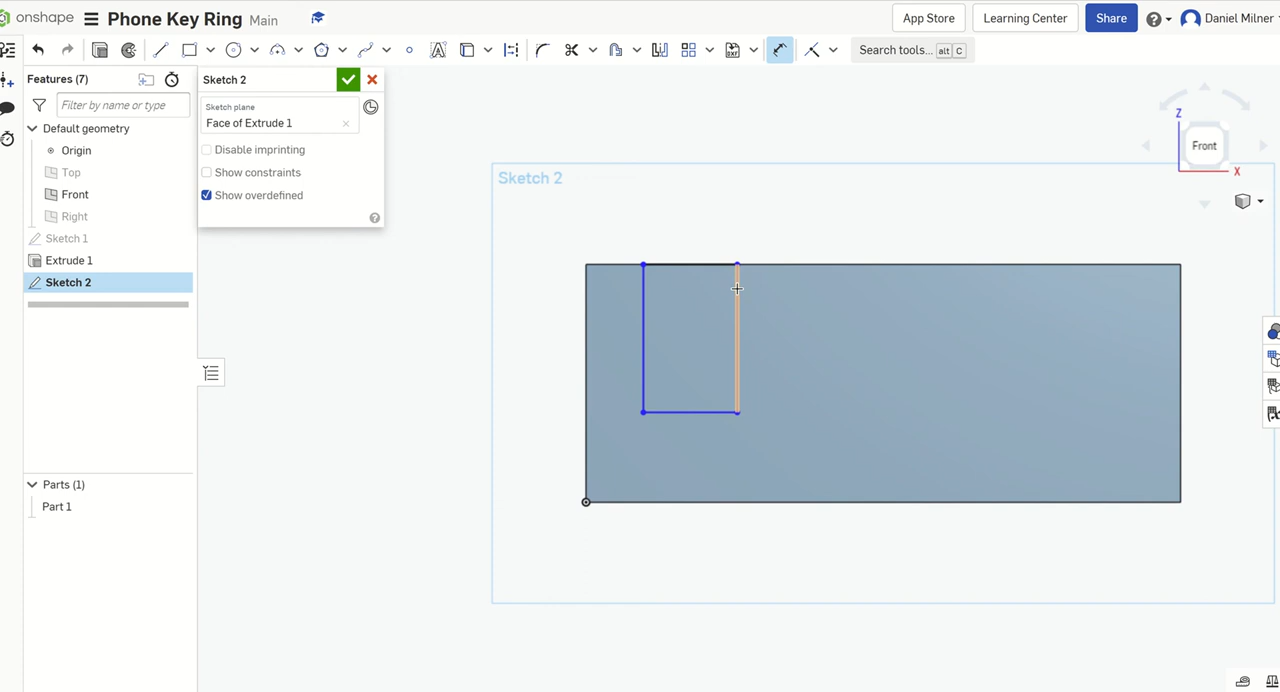 onshape Phone Key Ring Main
App Store
Learning Center
Share
Daniel Milner
Search tools... alt C
Features (7)
Filter by name or type
Default geometry
Origin
Top
Front
Right
Sketch 1
Extrude 1
Sketch 2
Parts (1)
Part 1
Sketch 2
Sketch plane
Face of Extrude 1
Disable imprinting
Show constraints
Show overdefined
Sketch 2
Z
Front
X